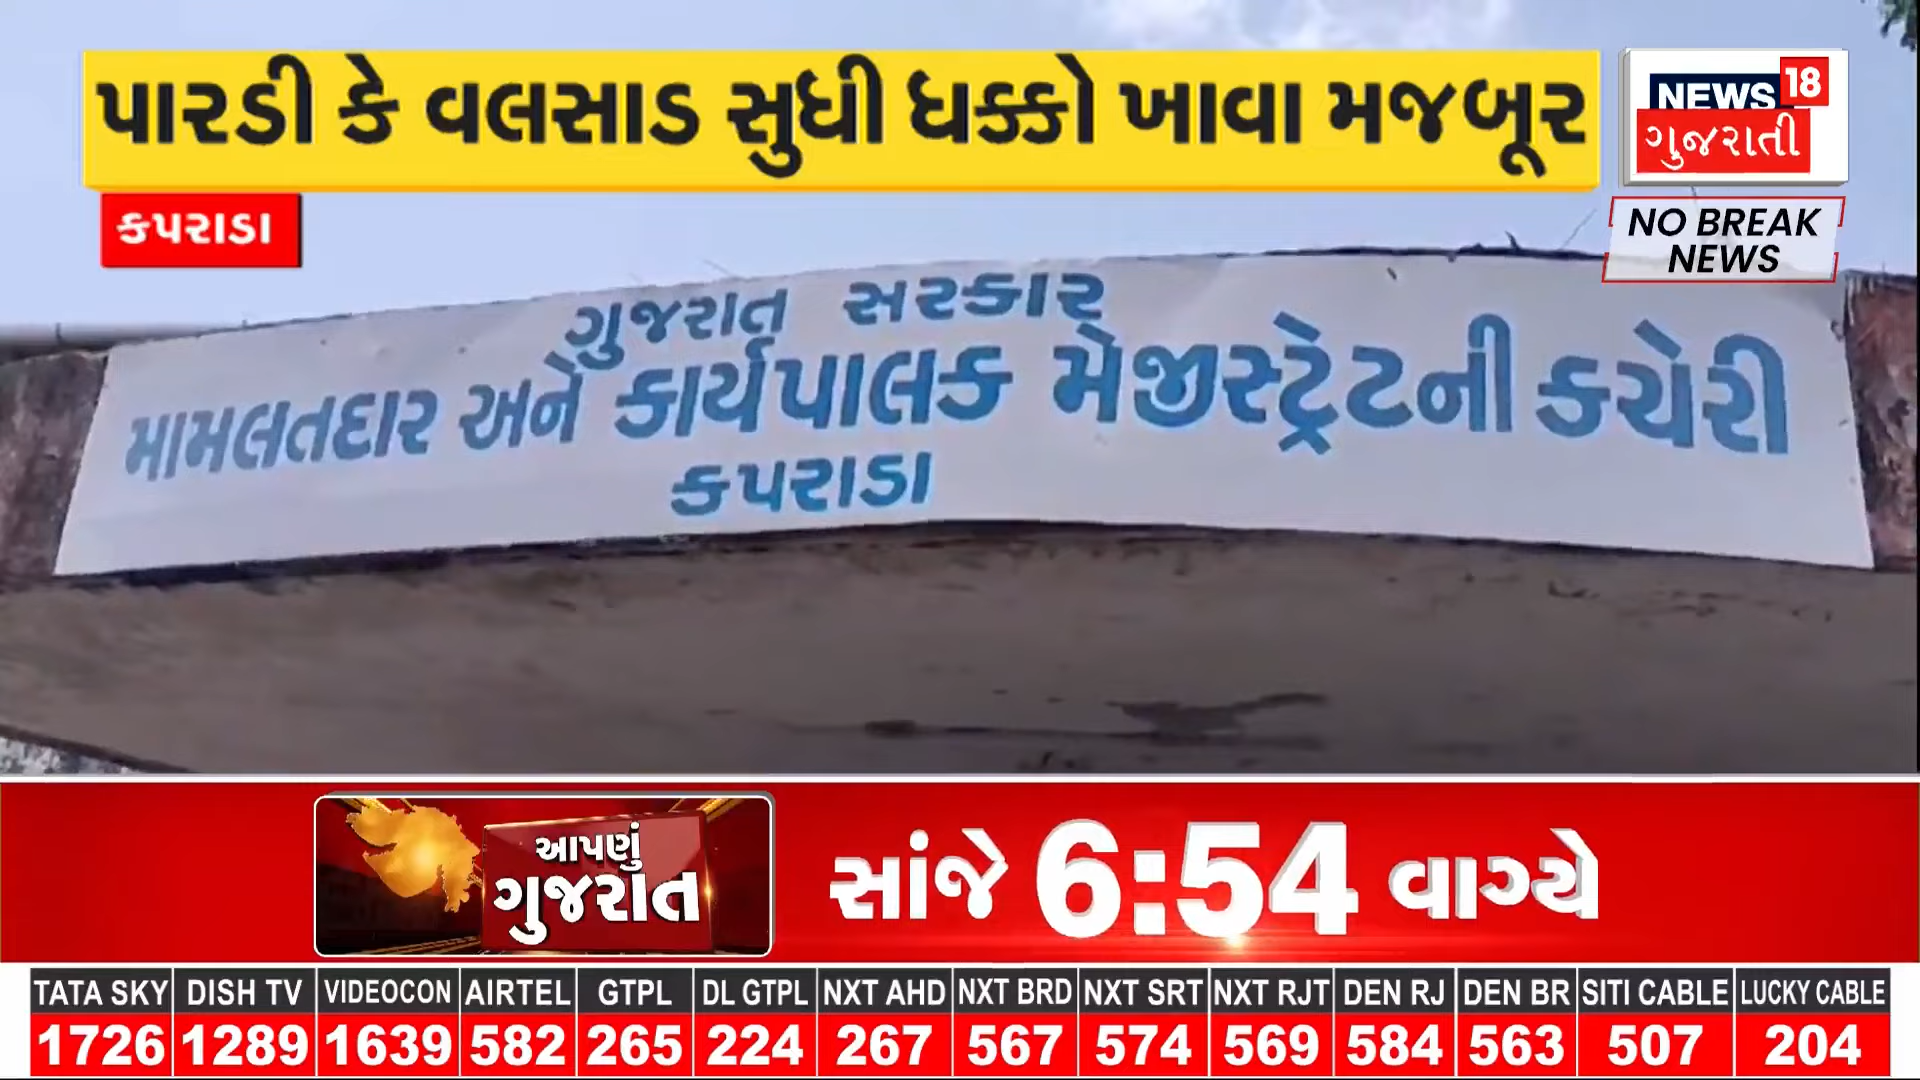 પારડી કે વલસાડ સુધી ધક્કો ખાવા મજબૂર
NEWS 18
ગુજરાતી
કપરાડા
NO BREAK
NEWS
ગુજરાત સરકાર
મામલતદાર અને કાર્યપાલક મેજીસ્ટ્રેટની કચેરી
કપરાડા
આપણું
ગુજરાત
સાંજે 6:54 વાગ્યે
TATA SKY DISH TV VIDEOCON AIRTEL GTPL DL GTPL NXT AHD NXT BRD NXT SRT NXT RJT DEN RJ DEN BR SITI CABLE LUCKY CABLE
1726 1289 1639 582 265 224 267 567 574 569 584 563 507 204